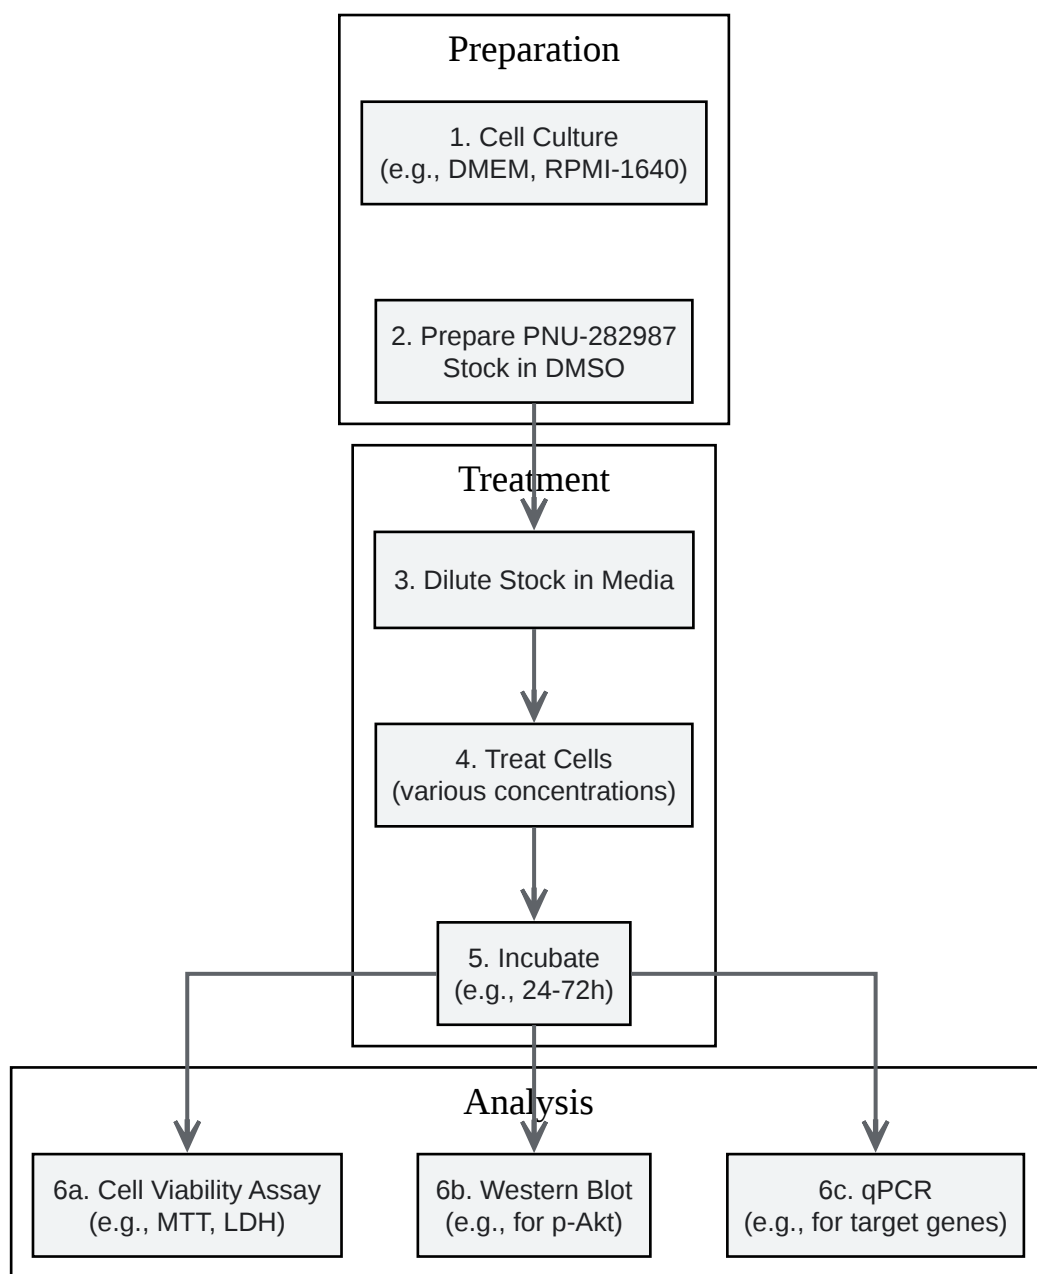 Preparation
1. Cell Culture
(e.g., DMEM, RPMI-1640)
2. Prepare PNU-282987
Stock in DMSO
Treatment
3. Dilute Stock in Media
4. Treat Cells
(various concentrations)
5. Incubate
(e.g., 24-72h)
Analysis
6a. Cell Viability Assay
(e.g., MTT, LDH)
6b. Western Blot
(e.g., for p-Akt)
6c. qPCR
(e.g., for target genes)